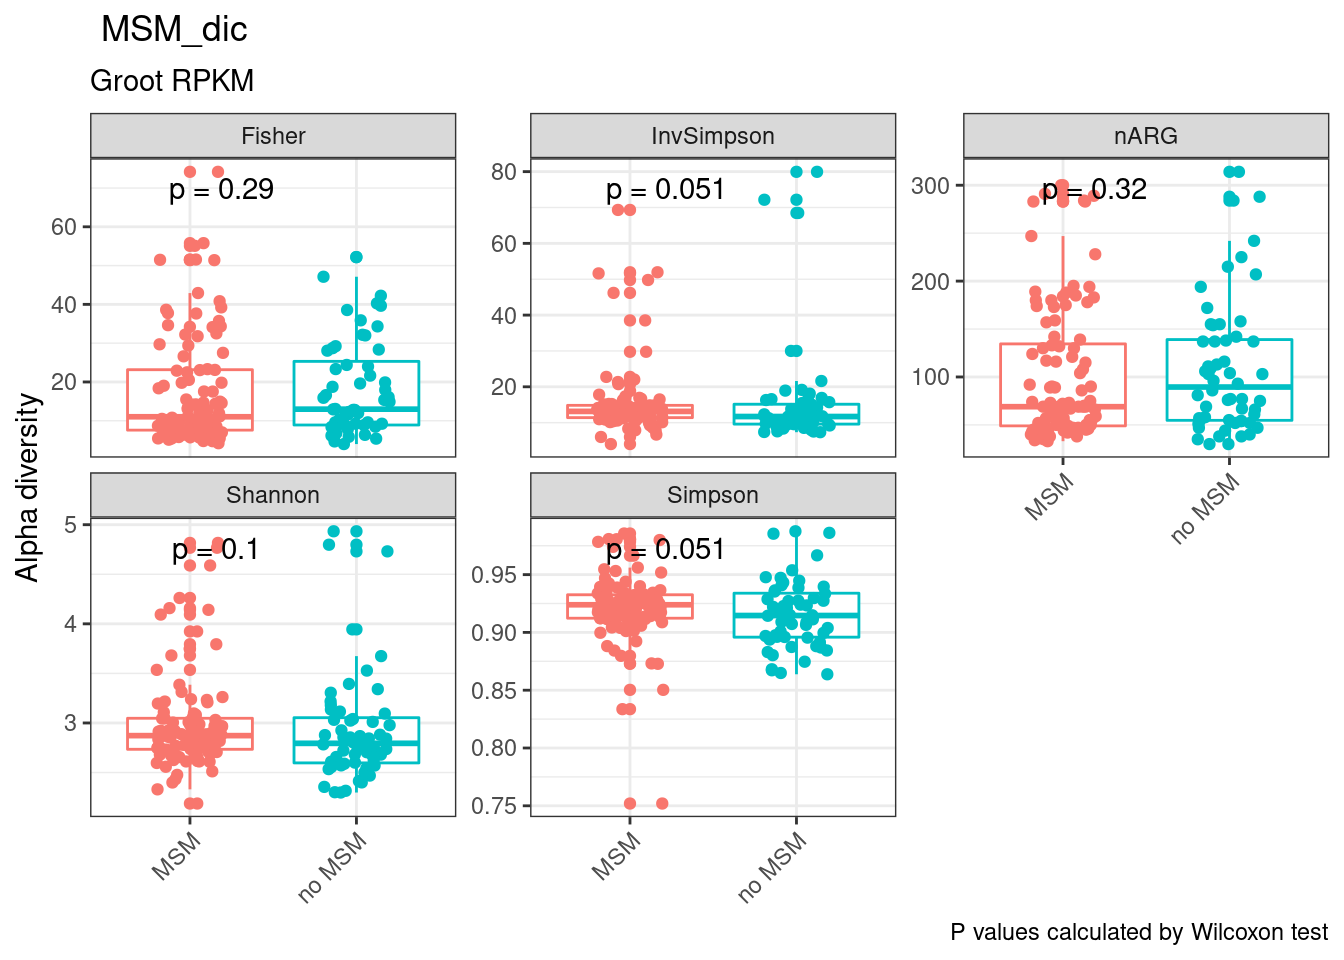 MSM_dic
Groot RPKM
Fisher
InvSimpson
nARG
p = 0.29
p = 0.051
p = 0.32
60
40
20
80
60
40
20
300
200
100
MSM
no MSM
Alpha diversity
Shannon
Simpson
p = 0.1
p = 0.051
5
4
3
0.95
0.90
0.85
0.80
0.75
MSM
no MSM
MSM
no MSM
P values calculated by Wilcoxon test